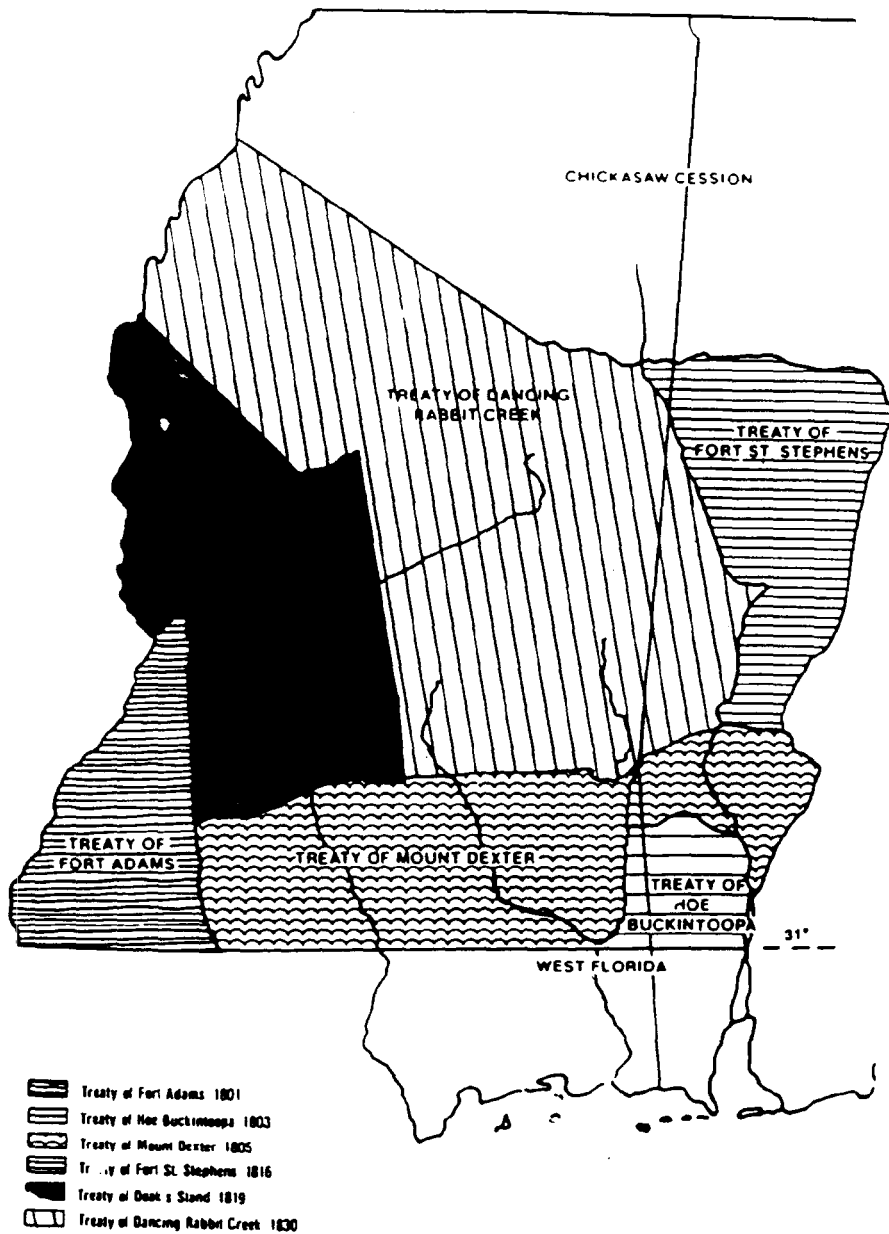 CHICKASAW CESSION
TREATY OF DANCING
RABBIT CREEK
TREATY OF
FORT ST. STEPHENS
TREATY OF
FORT ADAMS
TREATY OF MOUNT DEXTER
TREATY OF
HOE
BUCKINTOOPA
31°
WEST FLORIDA
Treaty of Fort Adams 1801
Treaty of Hoe Buckintoopa 1803
Treaty of Mount Dexter 1805
Treaty of Fort St. Stephens 1816
Treaty of Doak s Stand 1819
Treaty of Dancing Rabbit Creek 1830